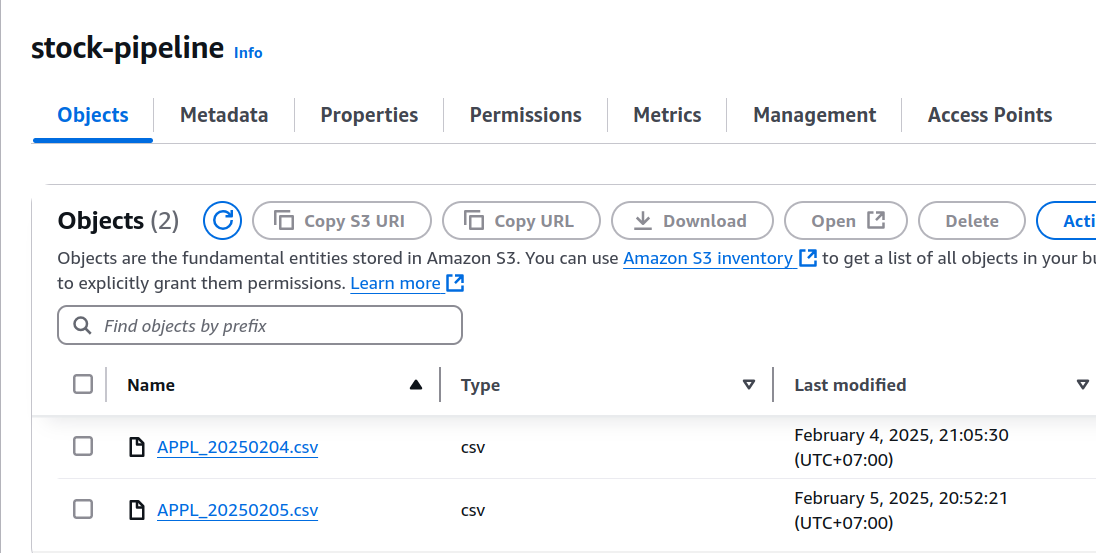 stock-pipeline Info
Objects Metadata Properties Permissions Metrics Management Access Points
Objects (2) Copy S3 URI Copy URL Download Open Delete Acti
Objects are the fundamental entities stored in Amazon S3. You can use Amazon S3 inventory to get a list of all objects in your bu
to explicitly grant them permissions. Learn more
Find objects by prefix
Name Type Last modified
APPL_20250204.csv csv February 4, 2025, 21:05:30
(UTC+07:00)
APPL_20250205.csv csv February 5, 2025, 20:52:21
(UTC+07:00)